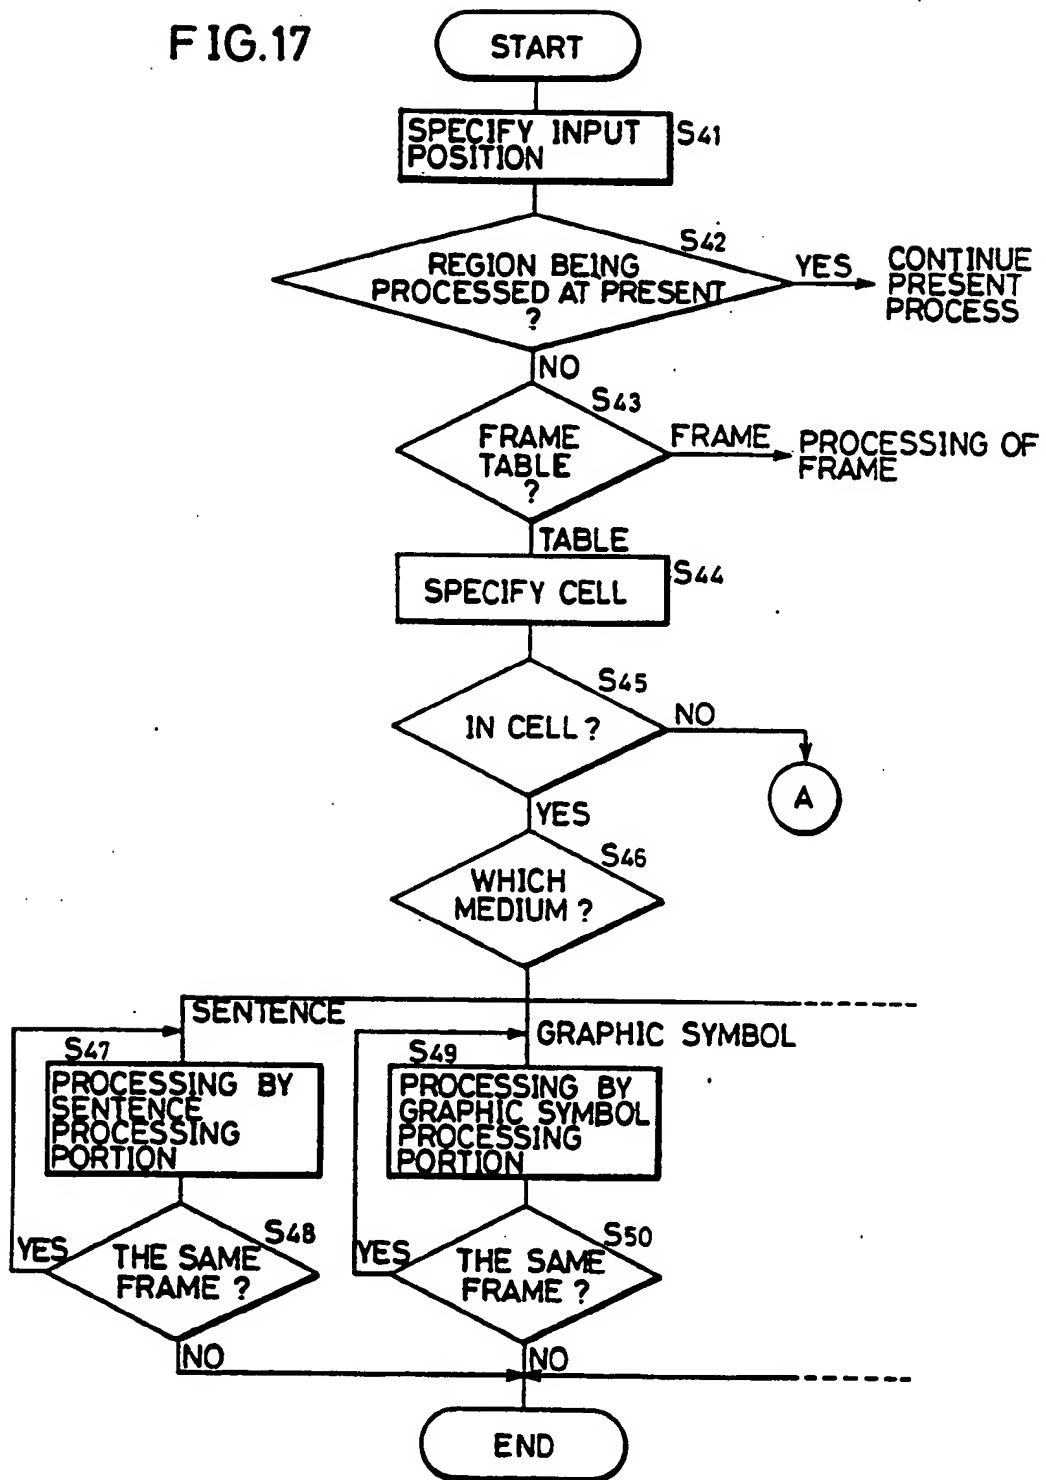 FIG.17
START
SPECIFY INPUT
POSITION
S41
REGION BEING
PROCESSED AT PRESENT
?
S42
YES
CONTINUE
PRESENT
PROCESS
NO
S43
FRAME
TABLE
?
FRAME
PROCESSING OF
FRAME
TABLE
S44
SPECIFY CELL
S45
IN CELL?
NO
A
YES
S46
WHICH
MEDIUM?
SENTENCE
GRAPHIC SYMBOL
S47
PROCESSING BY
SENTENCE
PROCESSING
PORTION
S49
PROCESSING BY
GRAPHIC SYMBOL
PROCESSING
PORTION
S48
YES
THE SAME
FRAME?
NO
S50
YES
THE SAME
FRAME?
NO
END